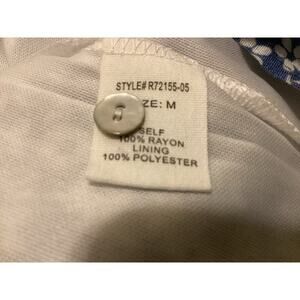 STYLE# R72155-05
ZE: M
SELF
100% RAYON
LINING
100% POLYESTER